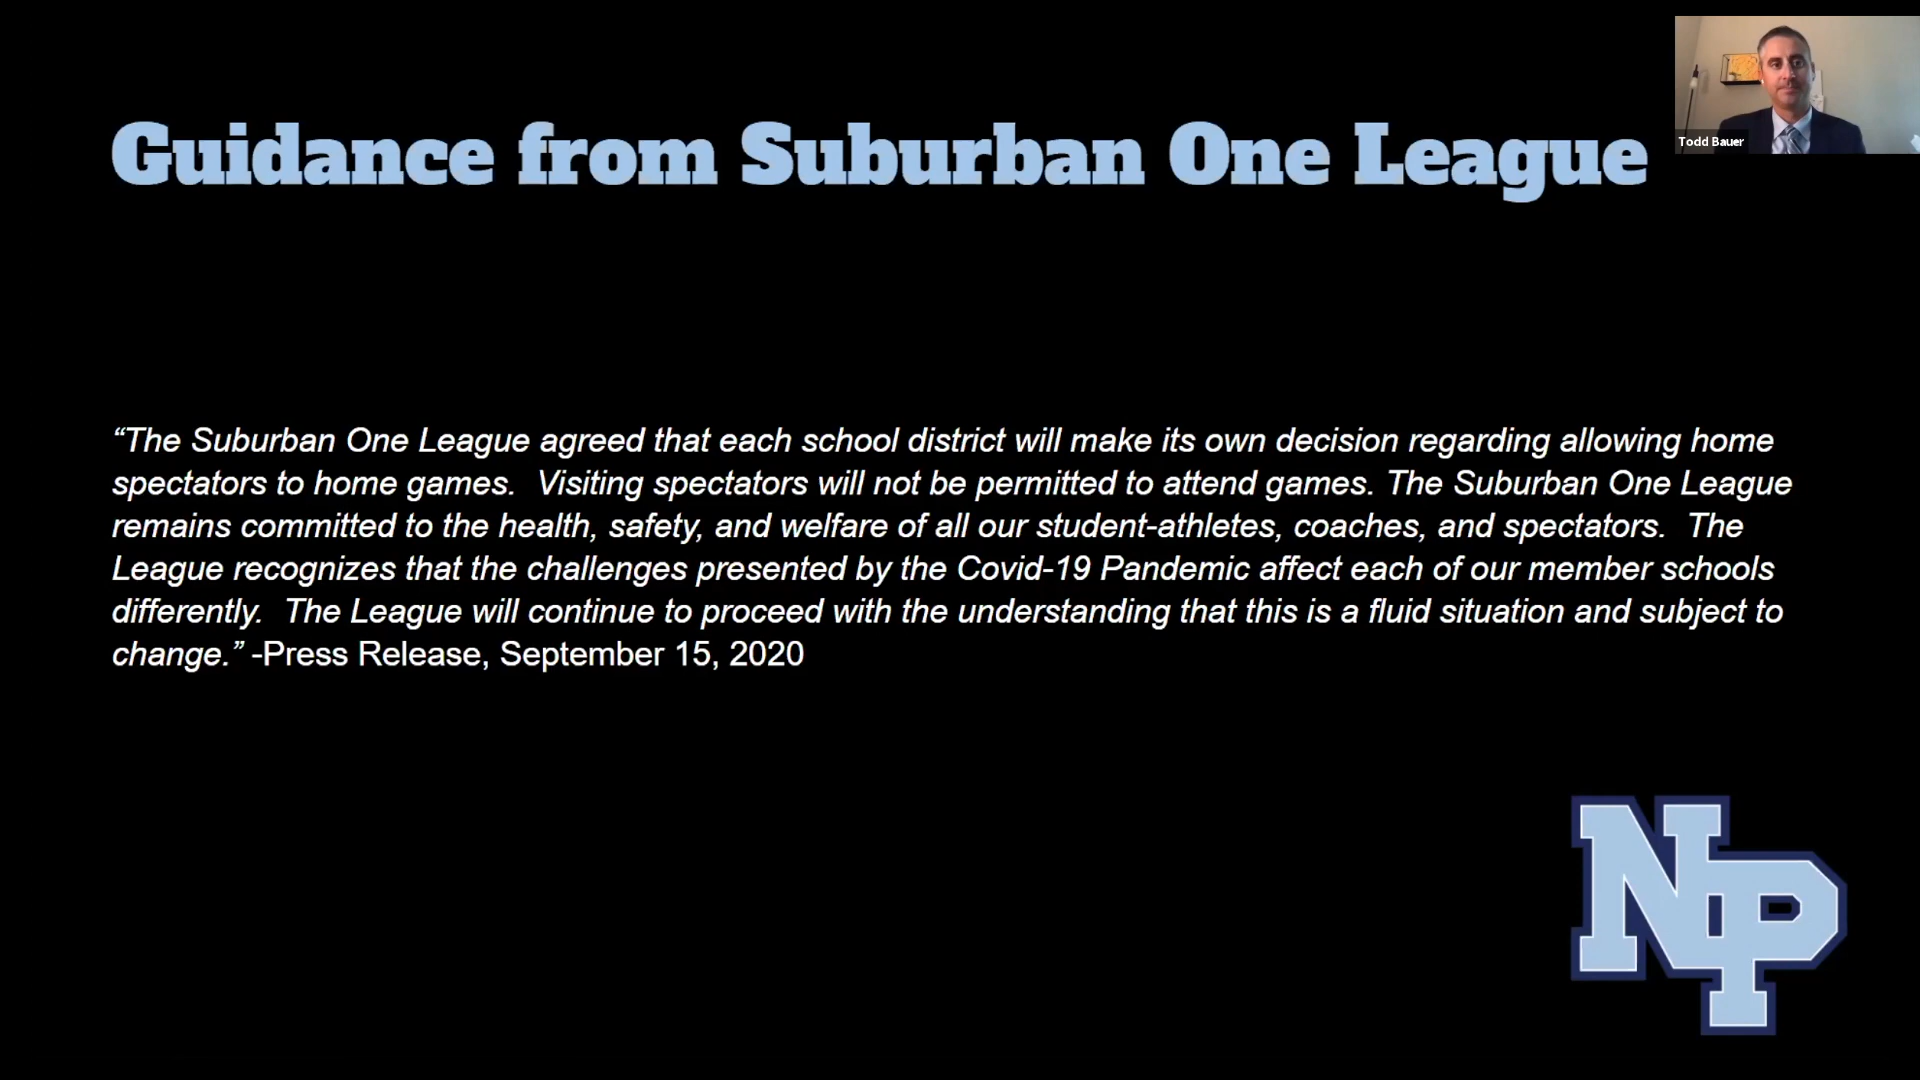 Todd Bauer
Guidance from Suburban One League
“The Suburban One League agreed that each school district will make its own decision regarding allowing home
spectators to home games.  Visiting spectators will not be permitted to attend games. The Suburban One League
remains committed to the health, safety, and welfare of all our student-athletes, coaches, and spectators.  The
League recognizes that the challenges presented by the Covid-19 Pandemic affect each of our member schools
differently.  The League will continue to proceed with the understanding that this is a fluid situation and subject to
change.” -Press Release, September 15, 2020
NP